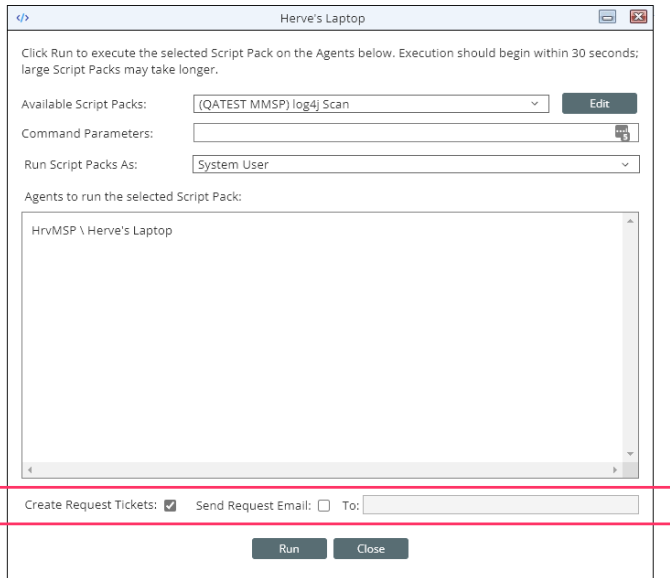 </> Herve's Laptop
Click Run to execute the selected Script Pack on the Agents below. Execution should begin within 30 seconds;
large Script Packs may take longer.
Available Script Packs: (QATEST MMSP) log4j Scan Edit
Command Parameters:
Run Script Packs As: System User
Agents to run the selected Script Pack:
HrvMSP \ Herve's Laptop
Create Request Tickets: Send Request Email: To:
Run Close